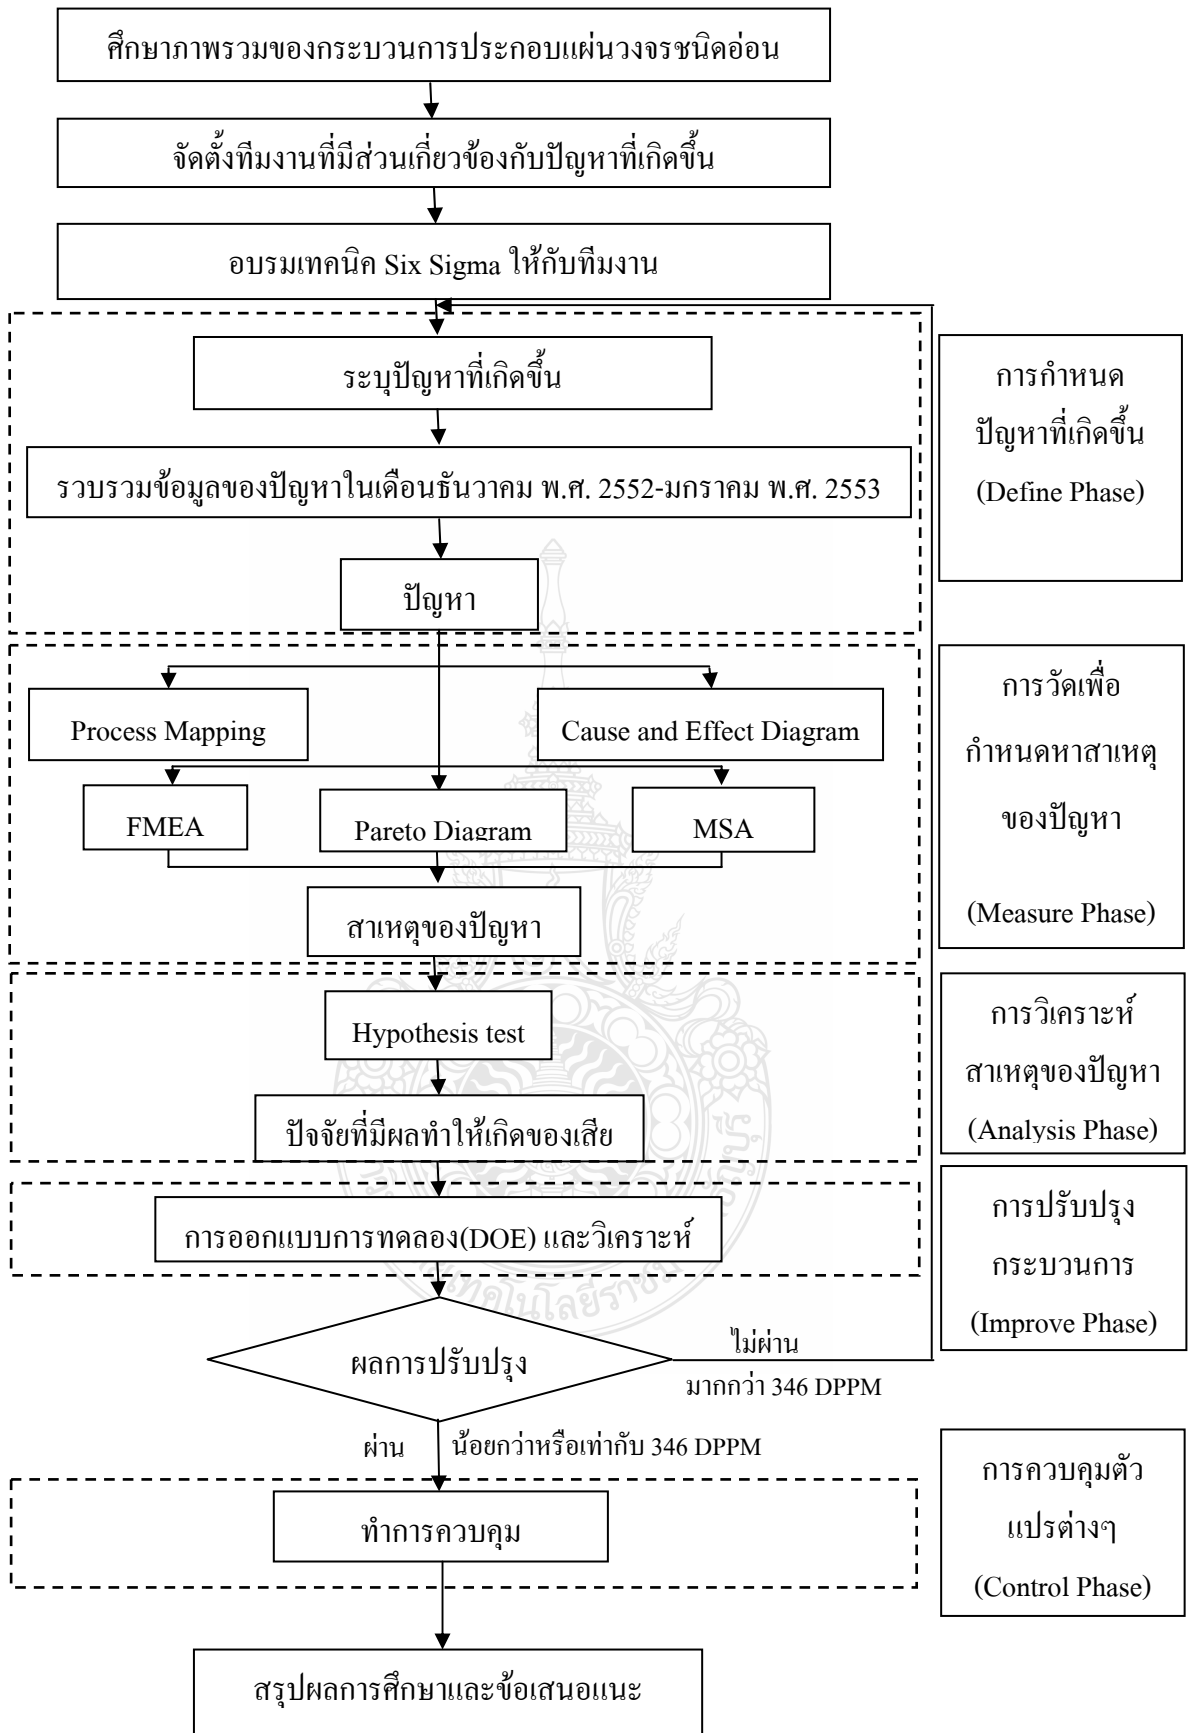 ศึกษาภาพรวมของกระบวนการประกอบแผ่นวงจรชนิดอ่อน
จัดตั้งทีมงานที่มีส่วนเกี่ยวข้องกับปัญหาที่เกิดขึ้น
อบรมเทคนิค Six Sigma ให้กับทีมงาน
ระบุปัญหาที่เกิดขึ้น
รวบรวมข้อมูลของปัญหาในเดือนธันวาคม พ.ศ. 2552-มกราคม พ.ศ. 2553
ปัญหา
การกำหนด
ปัญหาที่เกิดขึ้น
(Define Phase)
Process Mapping
Cause and Effect Diagram
FMEA
Pareto Diagram
MSA
สาเหตุของปัญหา
การวัดเพื่อ
กำหนดหาสาเหตุ
ของปัญหา
(Measure Phase)
Hypothesis test
ปัจจัยที่มีผลทำให้เกิดของเสีย
การวิเคราะห์
สาเหตุของปัญหา
(Analysis Phase)
การออกแบบการทดลอง(DOE) และวิเคราะห์
การปรับปรุง
กระบวนการ
(Improve Phase)
ผลการปรับปรุง
ไม่ผ่าน
มากกว่า 346 DPPM
ผ่าน
น้อยกว่าหรือเท่ากับ 346 DPPM
ทำการควบคุม
การควบคุมตัว
แปรต่างๆ
(Control Phase)
สรุปผลการศึกษาและข้อเสนอแนะ